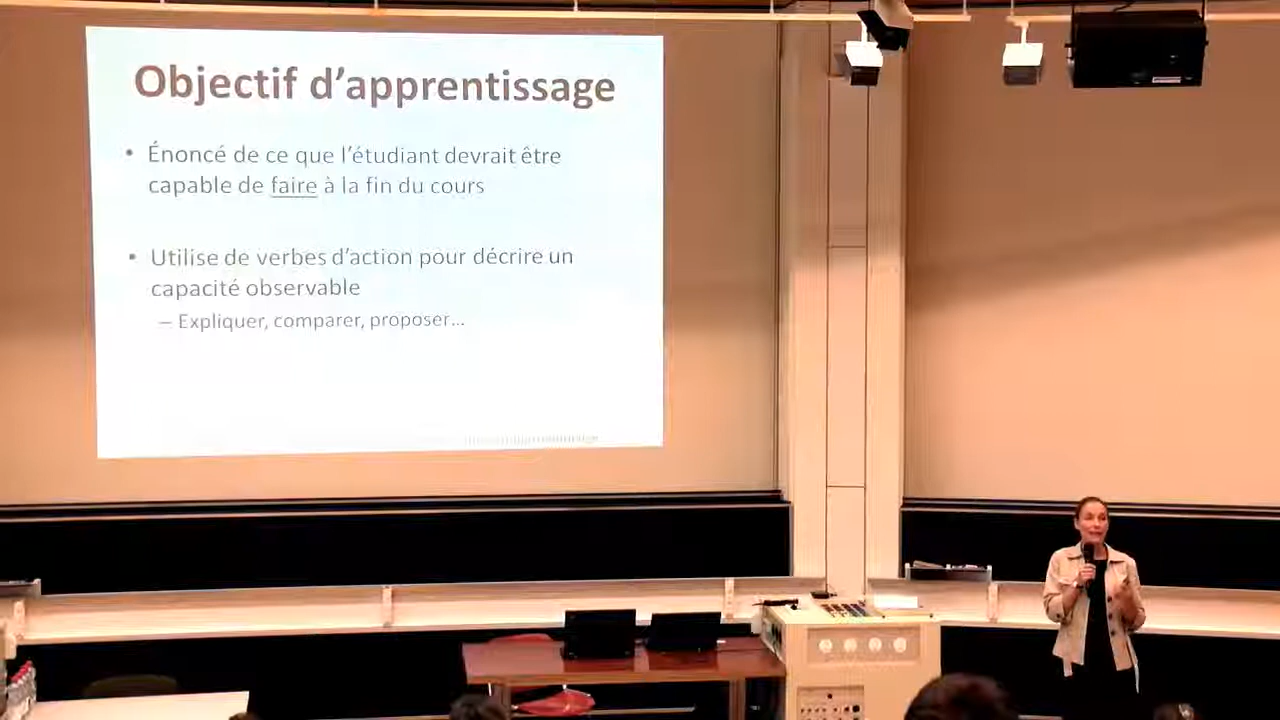 Objectif d’apprentissage
• Énoncé de ce que l’étudiant devrait être
capable de faire à la fin du cours
• Utilise de verbes d’action pour décrire un
capacité observable
– Expliquer, comparer, proposer...